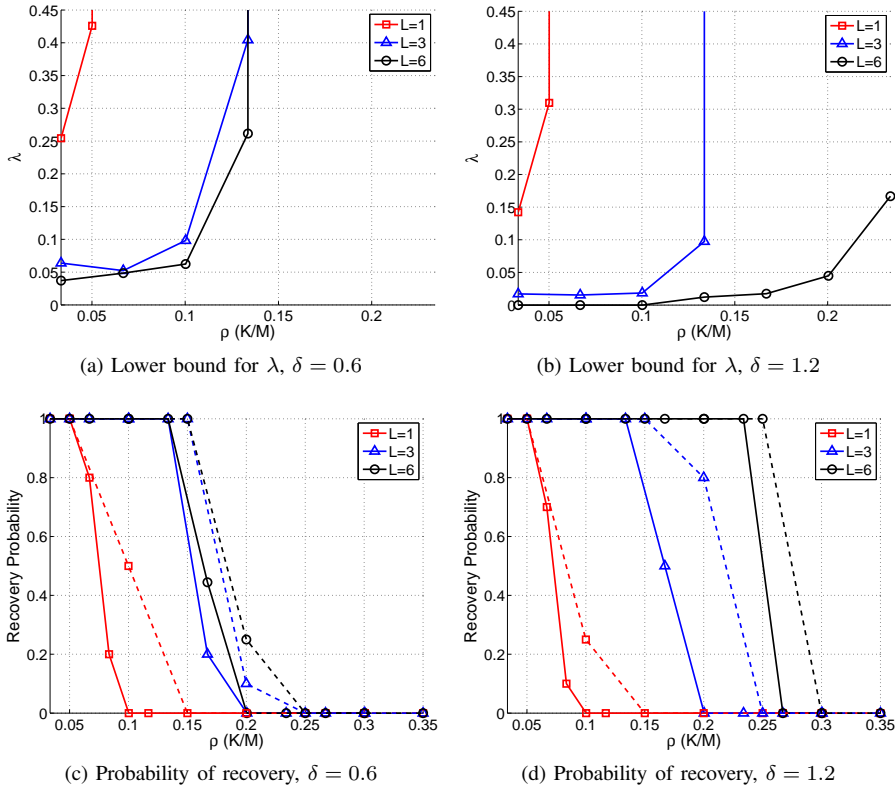 0.45
0.4
0.35
0.3
0.25
0.2
0.15
0.1
0.05
0
λ
0.05 0.1 0.15 0.2
ρ (K/M)
L=1
L=3
L=6
(a) Lower bound for λ, δ = 0.6
0.45
0.4
0.35
0.3
0.25
0.2
0.15
0.1
0.05
0
λ
0.05 0.1 0.15 0.2
ρ (K/M)
L=1
L=3
L=6
(b) Lower bound for λ, δ = 1.2
1
0.8
0.6
0.4
0.2
0
Recovery Probability
0.05 0.1 0.15 0.2 0.25 0.3 0.35
ρ (K/M)
L=1
L=3
L=6
(c) Probability of recovery, δ = 0.6
1
0.8
0.6
0.4
0.2
0
Recovery Probability
0.05 0.1 0.15 0.2 0.25 0.3 0.35
ρ (K/M)
L=1
L=3
L=6
(d) Probability of recovery, δ = 1.2